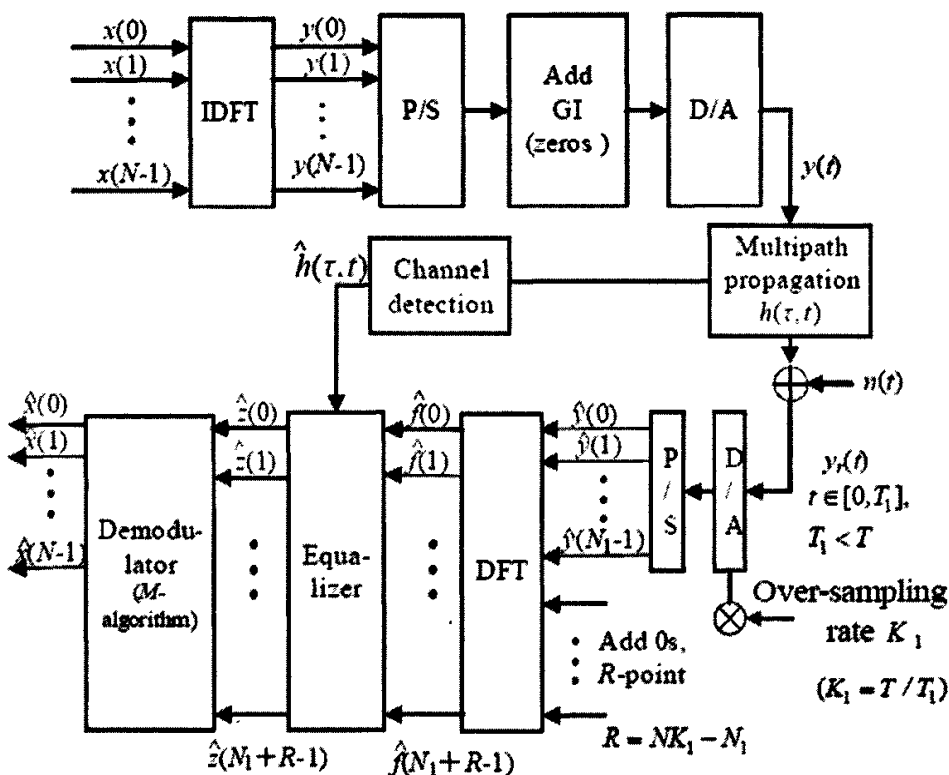 x(0)
x(1)
x(N-1)
IDFT
y(0)
y(1)
y(N-1)
P/S
Add
GI
(zeros )
D/A
y(t)
Multipath
propagation
h(τ,t)
Channel
detection
ĥ(τ,t)
n(t)
y_r(t)
t∈[0,T₁],
T₁<T
D
/
A
P
/
S
ŷ(0)
ŷ(1)
ŷ(N₁-1)
DFT
f̂(0)
f̂(1)
f̂(N₁+R-1)
Equa-
lizer
ẑ(0)
ẑ(1)
ẑ(N₁+R-1)
Demodu-
lator
(M-
algorithm)
x̂(0)
x̂(1)
x̂(N-1)
Over-sampling
rate K₁
(K₁=T/T₁)
Add 0s,
R-point
R=NK₁-N₁